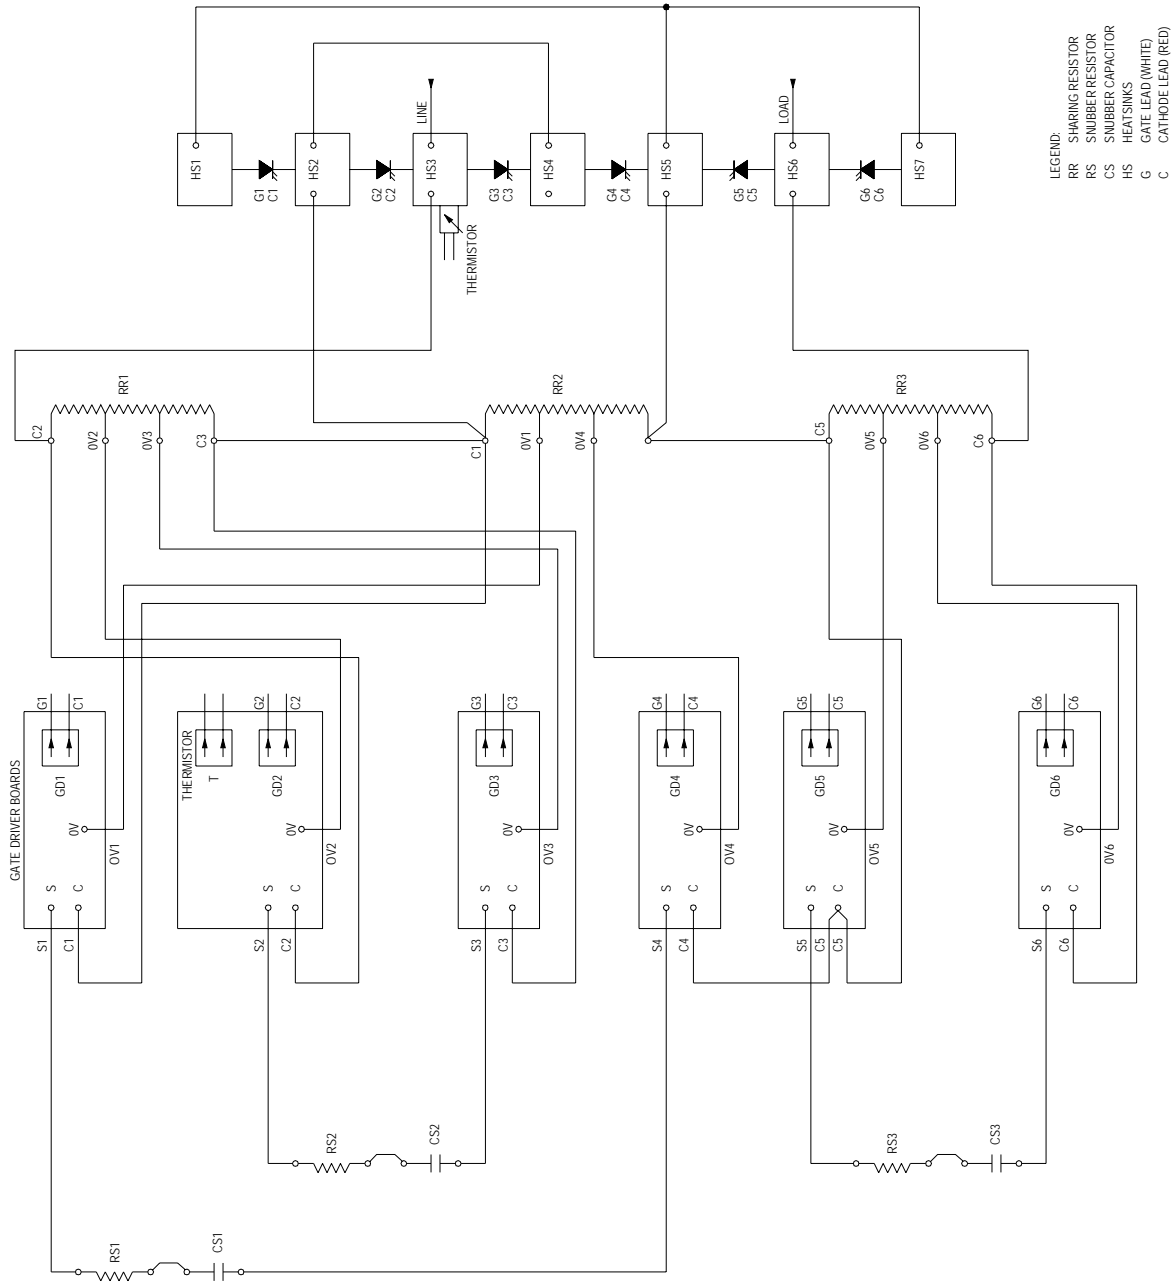 HS1
HS2
HS3
HS4
HS5
HS6
HS7
LINE
LOAD
G1
C1
G2
C2
G3
C3
G4
C4
G5
C5
G6
C6
THERMISTOR
LEGEND:
RR SHARING RESISTOR
RS SNUBBER RESISTOR
CS SNUBBER CAPACITOR
HS HEATSINKS
G GATE LEAD (WHITE)
C CATHODE LEAD (RED)
RR1
RR2
RR3
C2
0V2
0V3
C3
C1
0V1
0V4
C5
0V5
0V6
C6
GATE DRIVER BOARDS
G1
C1
GD1
0V
OV1
S
C
S1
C1
THERMISTOR
T
G2
C2
GD2
0V
OV2
S
C
S2
C2
G3
C3
GD3
0V
OV3
S
C
S3
C3
G4
C4
GD4
0V
OV4
S
C
S4
C4
G5
C5
GD5
0V
OV5
S
C
S5
C5
C5
G6
C6
GD6
0V
0V6
S
C
S6
C6
RS2
CS2
RS3
CS3
RS1
CS1